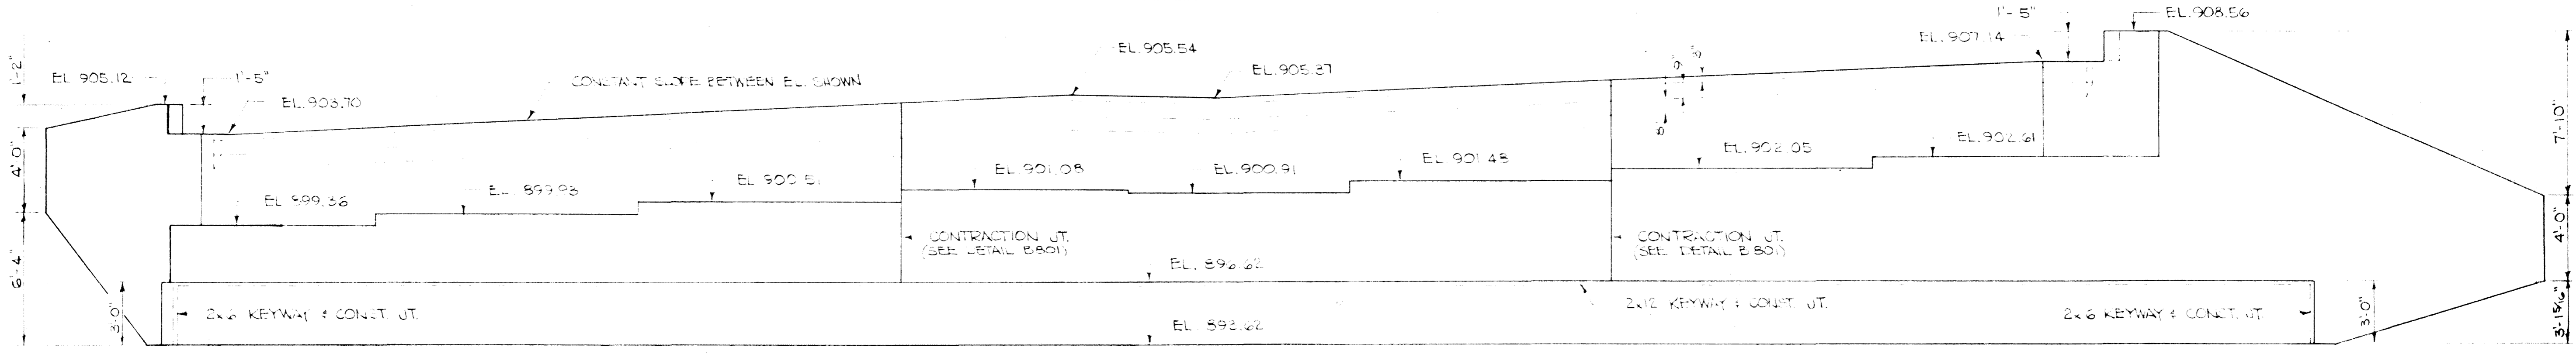 1'-5"
EL.908.56
EL.907.14
EL.905.54
EL.905.37
1'-2"
EL 905.12
1'-5"
CONSTANT SLOPE BETWEEN EL. SHOWN
EL.903.70
9"
8"
8"
7'-10"
4'-0"
EL.902.61
EL.902.05
EL 901.48
EL.901.08
EL.900.91
EL 900.51
EL. 899.93
EL 899.36
4'-0"
6'-4"
CONTRACTION JT.
(SEE DETAIL B801)
CONTRACTION JT.
(SEE DETAIL B801)
EL. 896.62
3'-0"
2x6 KEYWAY & CONST. JT.
2x12 KEYWAY & CONST. JT.
2x6 KEYWAY & CONST. JT.
3'-0"
EL 893.62